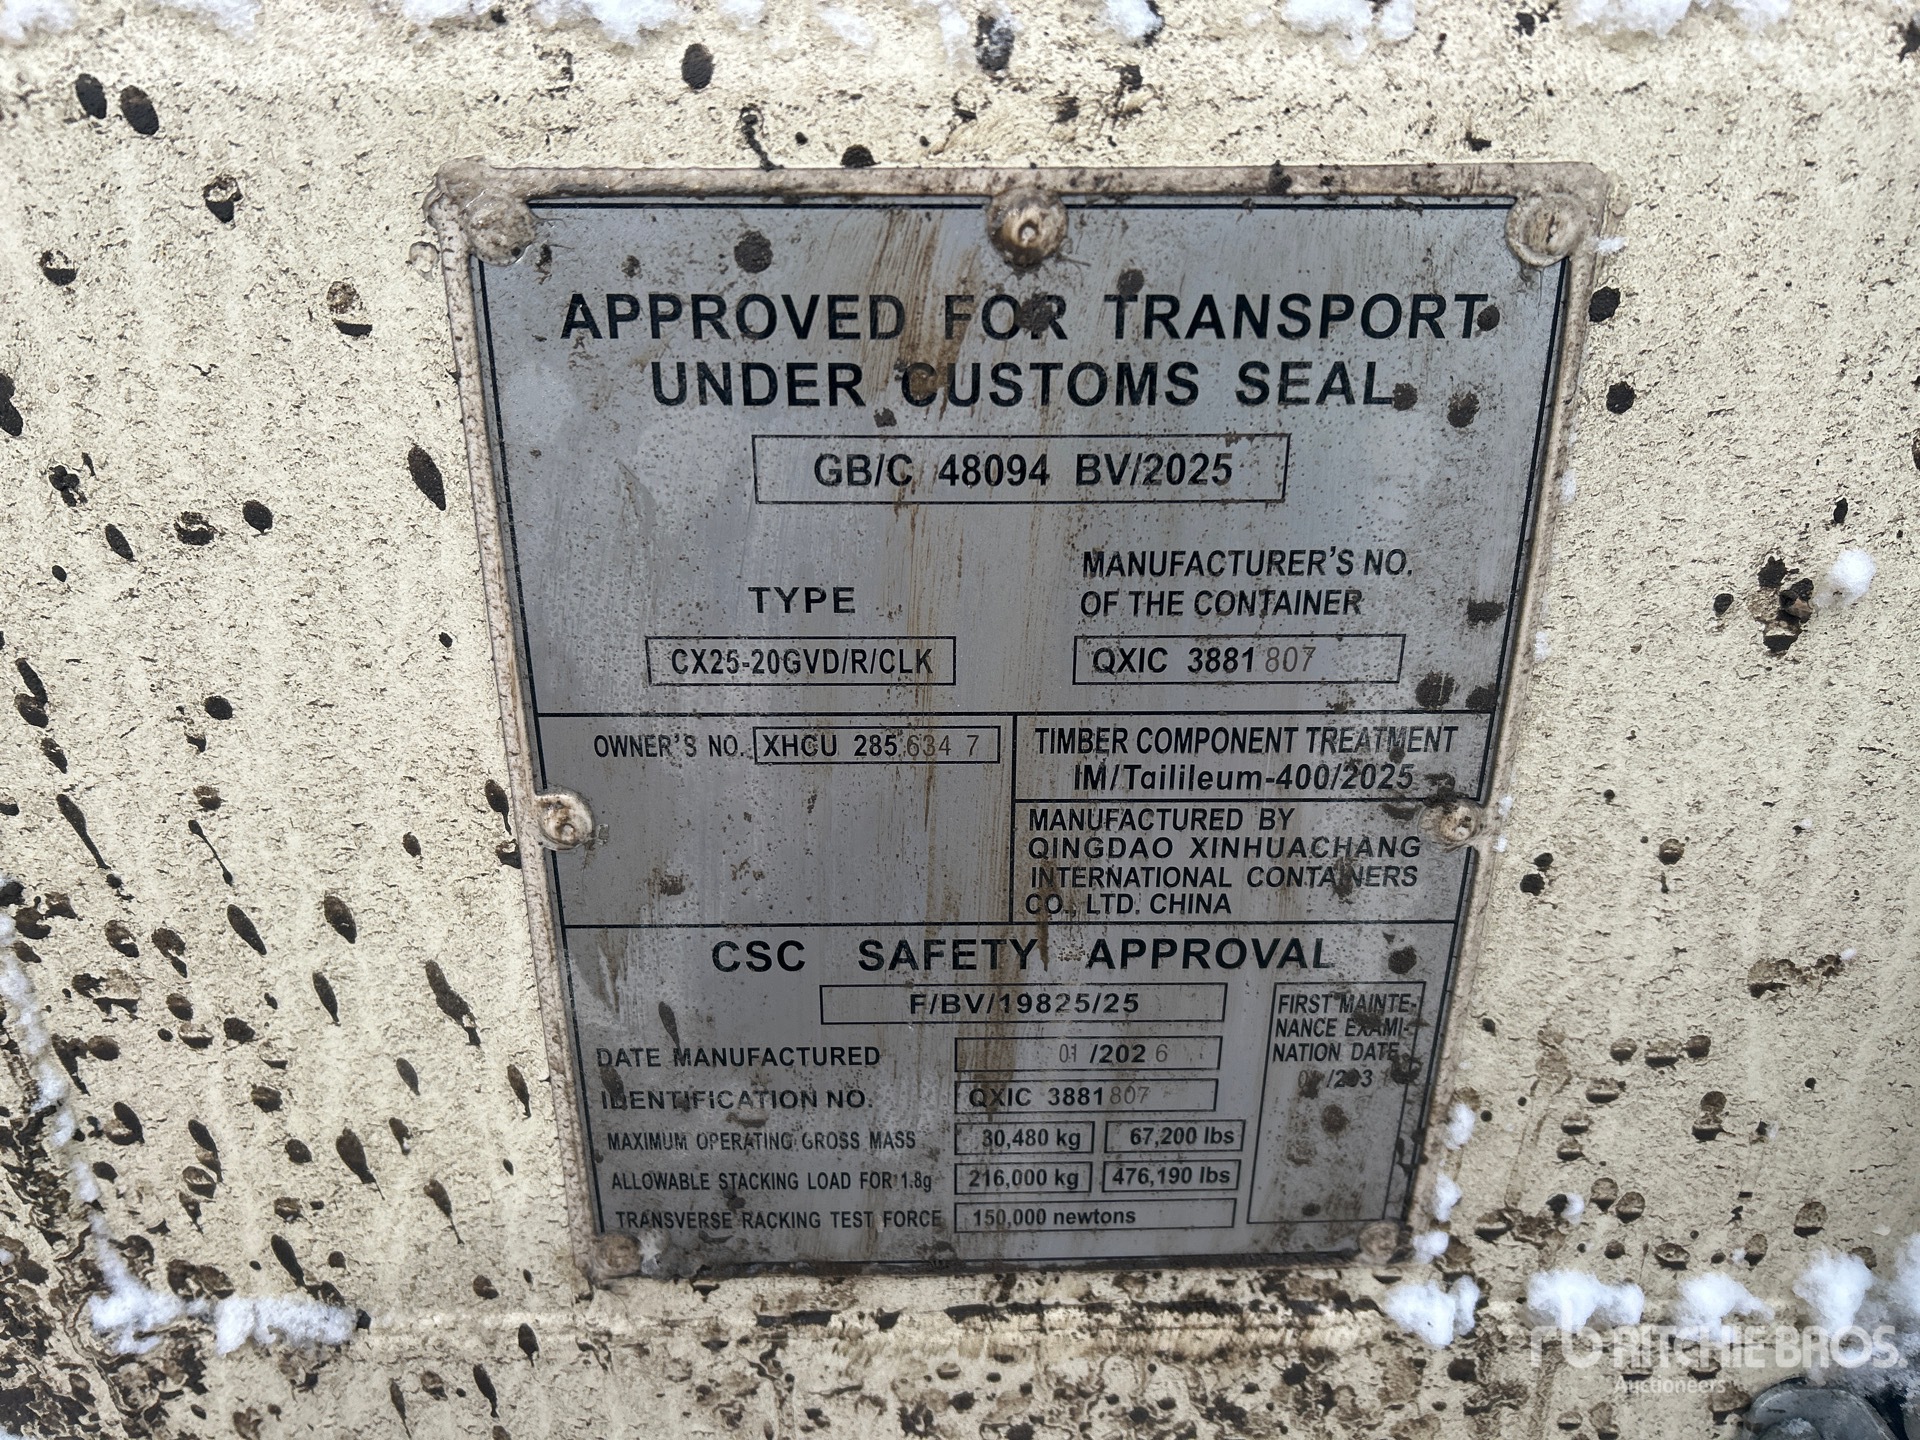 APPROVED FOR TRANSPORT
UNDER CUSTOMS SEAL
GB/C 48094 BV/2025
TYPE
CX25-20GVD/R/CLK
MANUFACTURER'S NO.
OF THE CONTAINER
QXIC 3881807
OWNER'S NO. XHCU 285 634 7
TIMBER COMPONENT TREATMENT
IM/Tailileum-400/2025
MANUFACTURED BY
QINGDAO XINHUACHANG
INTERNATIONAL CONTAINERS
CO., LTD. CHINA
CSC SAFETY APPROVAL
F/BV/19825/25
DATE MANUFACTURED 01 /2026
IDENTIFICATION NO. QXIC 3881807
MAXIMUM OPERATING GROSS MASS 30,480 kg 67,200 lbs
ALLOWABLE STACKING LOAD FOR 1.8g 216,000 kg 476,190 lbs
TRANSVERSE RACKING TEST FORCE 150,000 newtons
FIRST MAINTE-
NANCE EXAMI-
NATION DATE
rb RITCHIE BROS.
Auctioneers